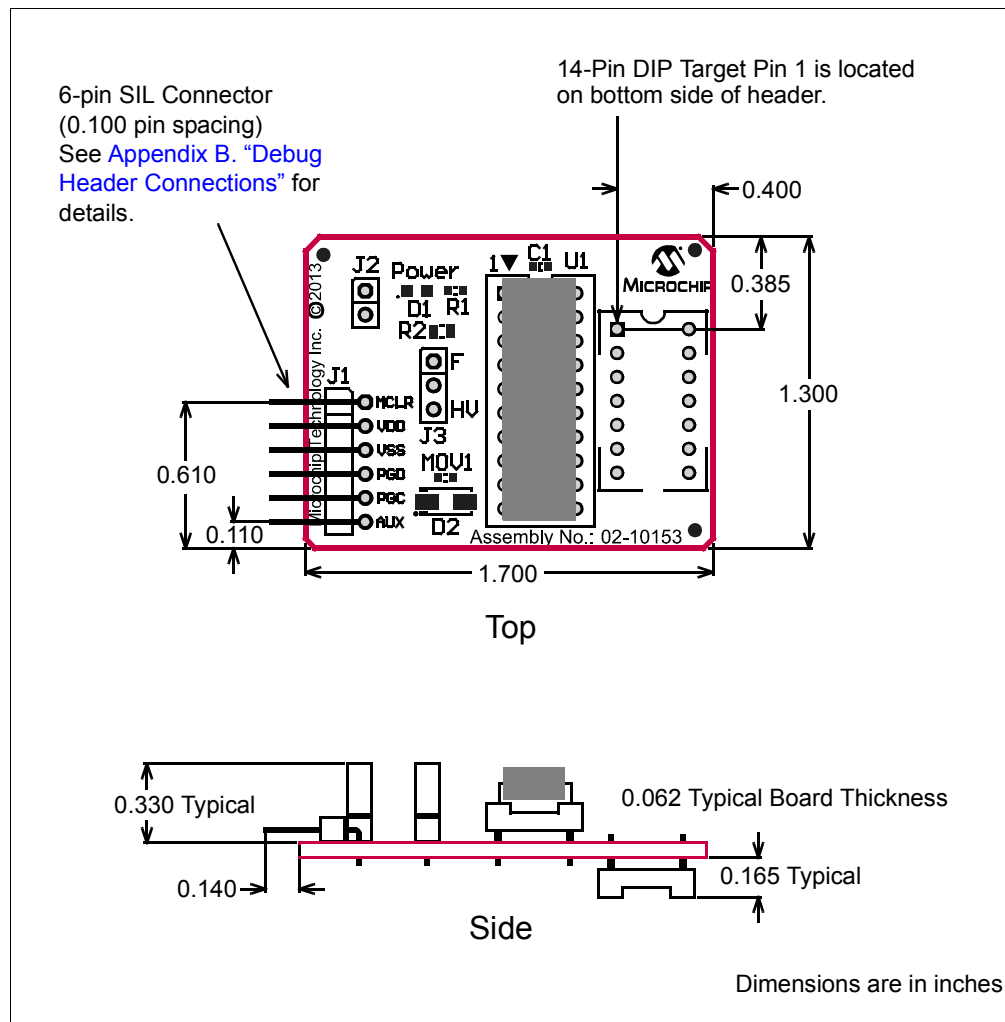 14-Pin DIP Target Pin 1 is located
on bottom side of header.
6-pin SIL Connector
(0.100 pin spacing)
See Appendix B. “Debug
Header Connections” for
details.
0.400
Microchip Technology Inc. ©2013
J2
Power
D1
R1
R2
1▼
C1
U1
MICROCHIP
0.385
1.300
F
HV
J3
J1
MCLR
VDD
VSS
PGD
PGC
AUX
0.610
0.110
MOV1
D2
Assembly No.: 02-10153
1.700
Top
0.330 Typical
0.062 Typical Board Thickness
0.165 Typical
0.140
Side
Dimensions are in inches